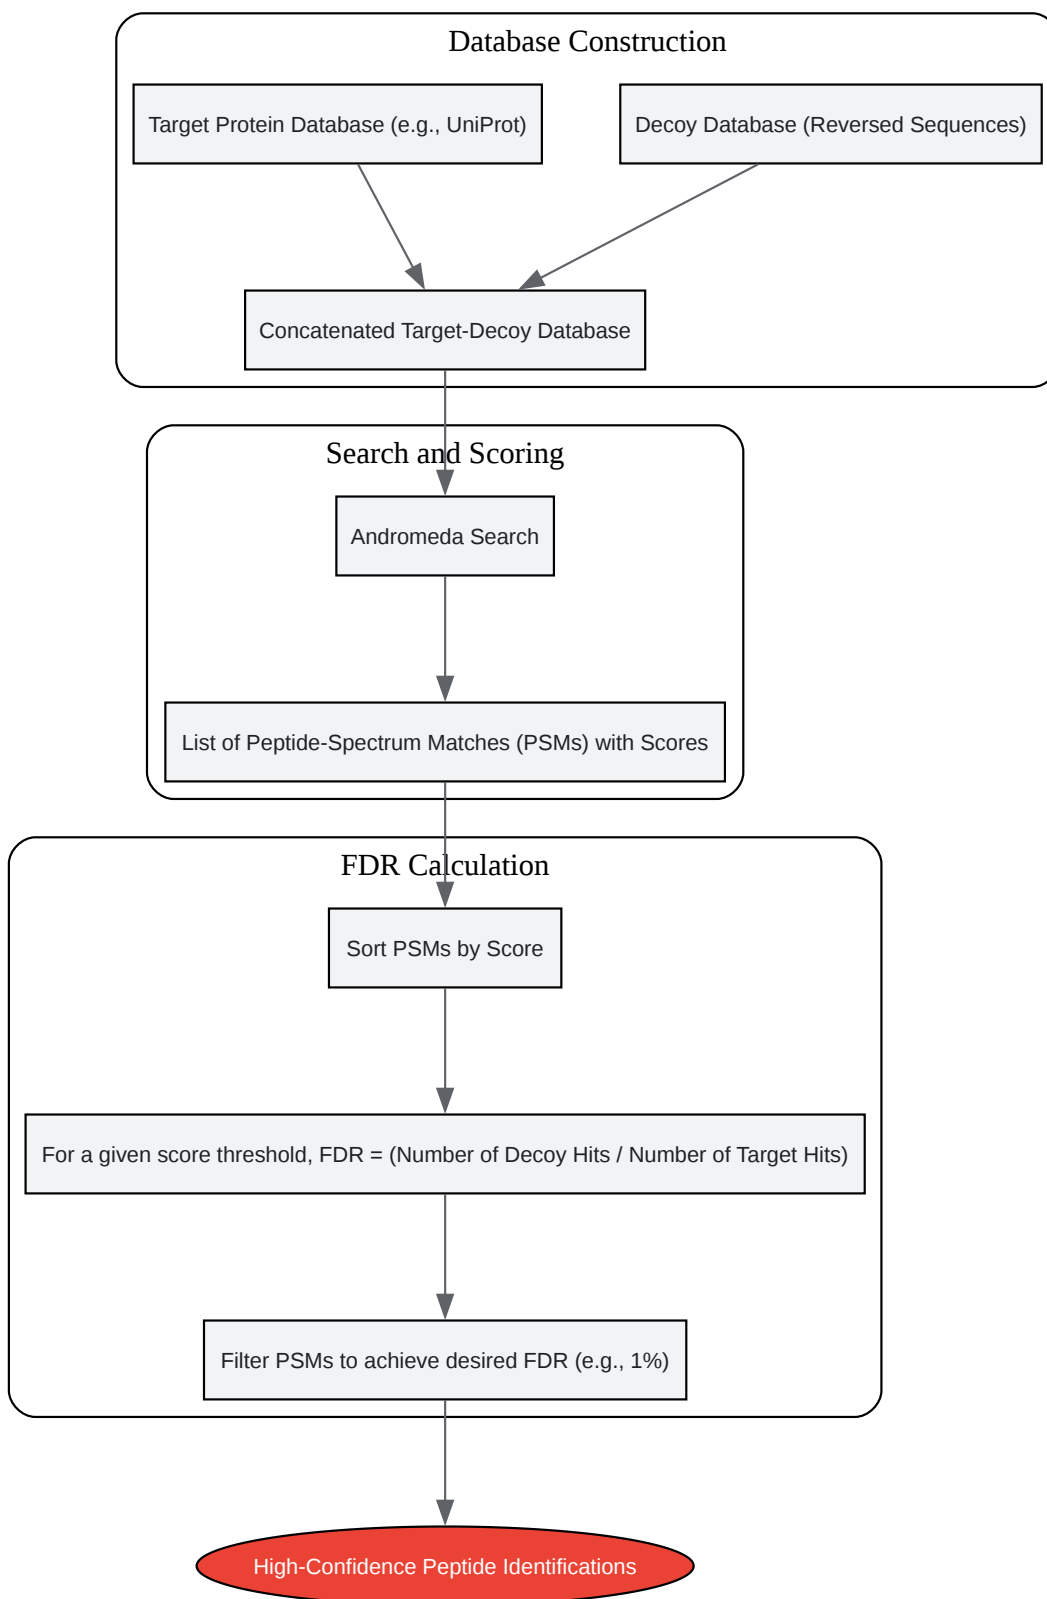 Database Construction
Target Protein Database (e.g., UniProt)
Decoy Database (Reversed Sequences)
Concatenated Target-Decoy Database
Search and Scoring
Andromeda Search
List of Peptide-Spectrum Matches (PSMs) with Scores
FDR Calculation
Sort PSMs by Score
For a given score threshold, FDR = (Number of Decoy Hits / Number of Target Hits)
Filter PSMs to achieve desired FDR (e.g., 1%)
High-Confidence Peptide Identifications